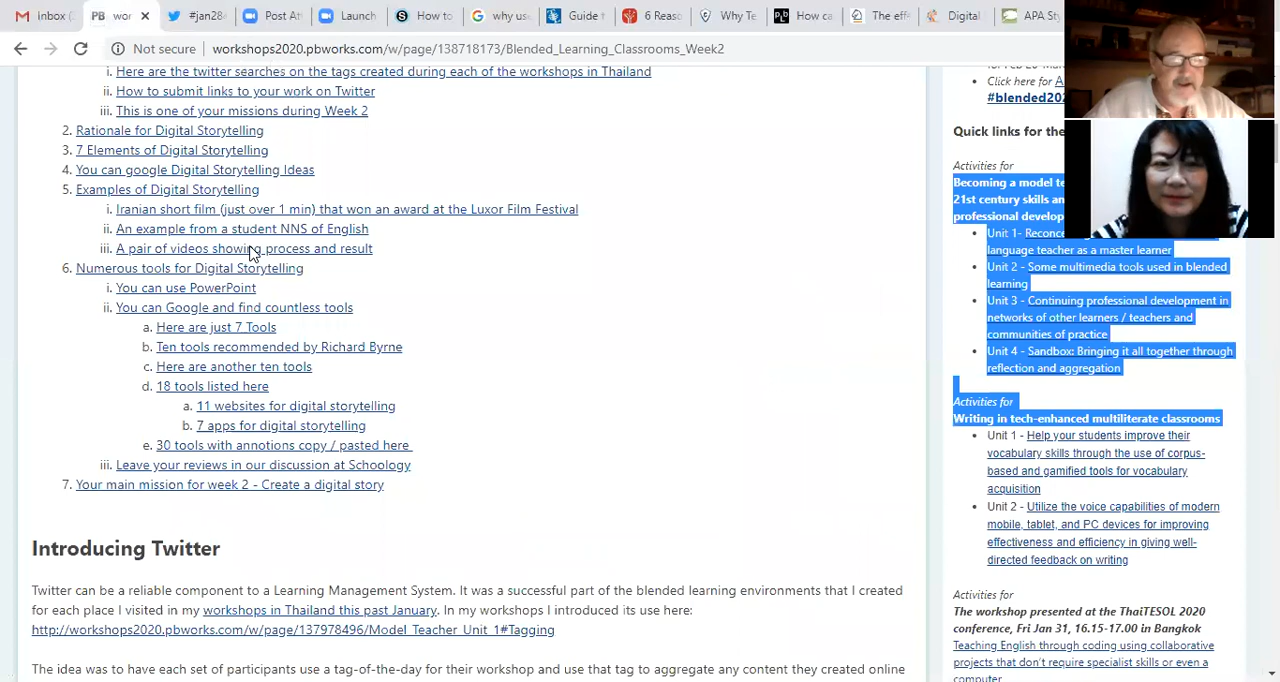 inbox (
PB wor
#jan28
Post Att
Launch
How to
why use
Guide t
6 Reaso
Why Te
How ca
The eff
Digital
APA Sty
Not secure
workshops2020.pbworks.com/w/page/138718173/Blended_Learning_Classrooms_Week2
i. Here are the twitter searches on the tags created during each of the workshops in Thailand
ii. How to submit links to your work on Twitter
iii. This is one of your missions during Week 2
2. Rationale for Digital Storytelling
3. 7 Elements of Digital Storytelling
4. You can google Digital Storytelling Ideas
5. Examples of Digital Storytelling
i. Iranian short film (just over 1 min) that won an award at the Luxor Film Festival
ii. An example from a student NNS of English
iii. A pair of videos showing process and result
6. Numerous tools for Digital Storytelling
i. You can use PowerPoint
ii. You can Google and find countless tools
a. Here are just 7 Tools
b. Ten tools recommended by Richard Byrne
c. Here are another ten tools
d. 18 tools listed here
a. 11 websites for digital storytelling
b. 7 apps for digital storytelling
e. 30 tools with annotions copy / pasted here
iii. Leave your reviews in our discussion at Schoology
7. Your main mission for week 2 - Create a digital story
Introducing Twitter
Twitter can be a reliable component to a Learning Management System. It was a successful part of the blended learning environments that I created
for each place I visited in my workshops in Thailand this past January. In my workshops I introduced its use here:
http://workshops2020.pbworks.com/w/page/137978496/Model_Teacher_Unit_1#Tagging
The idea was to have each set of participants use a tag-of-the-day for their workshop and use that tag to aggregate any content they created online
• Click here for A
#blended202
Quick links for the
Activities for
Becoming a model te
21st century skills an
professional develop
• Unit 1- Reconce
language teacher as a master learner
• Unit 2 - Some multimedia tools used in blended
learning
• Unit 3 - Continuing professional development in
networks of other learners / teachers and
communities of practice
• Unit 4 - Sandbox: Bringing it all together through
reflection and aggregation
Activities for
Writing in tech-enhanced multiliterate classrooms
• Unit 1 - Help your students improve their
vocabulary skills through the use of corpus-
based and gamified tools for vocabulary
acquisition
• Unit 2 - Utilize the voice capabilities of modern
mobile, tablet, and PC devices for improving
effectiveness and efficiency in giving well-
directed feedback on writing
Activities for
The workshop presented at the ThaiTESOL 2020
conference, Fri Jan 31, 16.15-17.00 in Bangkok
Teaching English through coding using collaborative
projects that don't require specialist skills or even a
computer